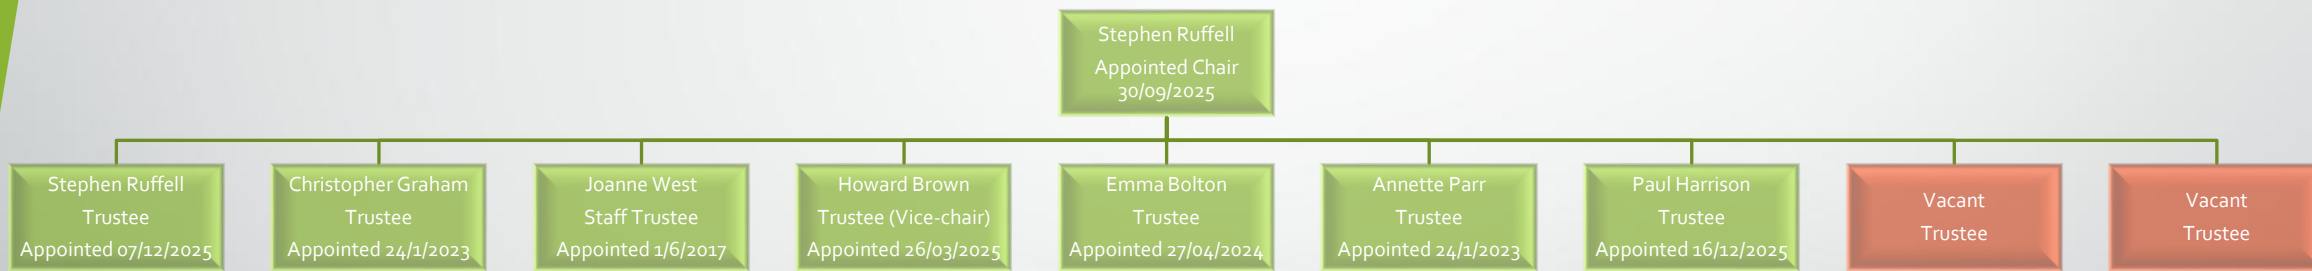 Stephen Ruffell
Appointed Chair
30/09/2025
Stephen Ruffell
Trustee
Appointed 07/12/2025
Christopher Graham
Trustee
Appointed 24/1/2023
Joanne West
Staff Trustee
Appointed 1/6/2017
Howard Brown
Trustee (Vice-chair)
Appointed 26/03/2025
Emma Bolton
Trustee
Appointed 27/04/2024
Annette Parr
Trustee
Appointed 24/1/2023
Paul Harrison
Trustee
Appointed 16/12/2025
Vacant
Trustee
Vacant
Trustee